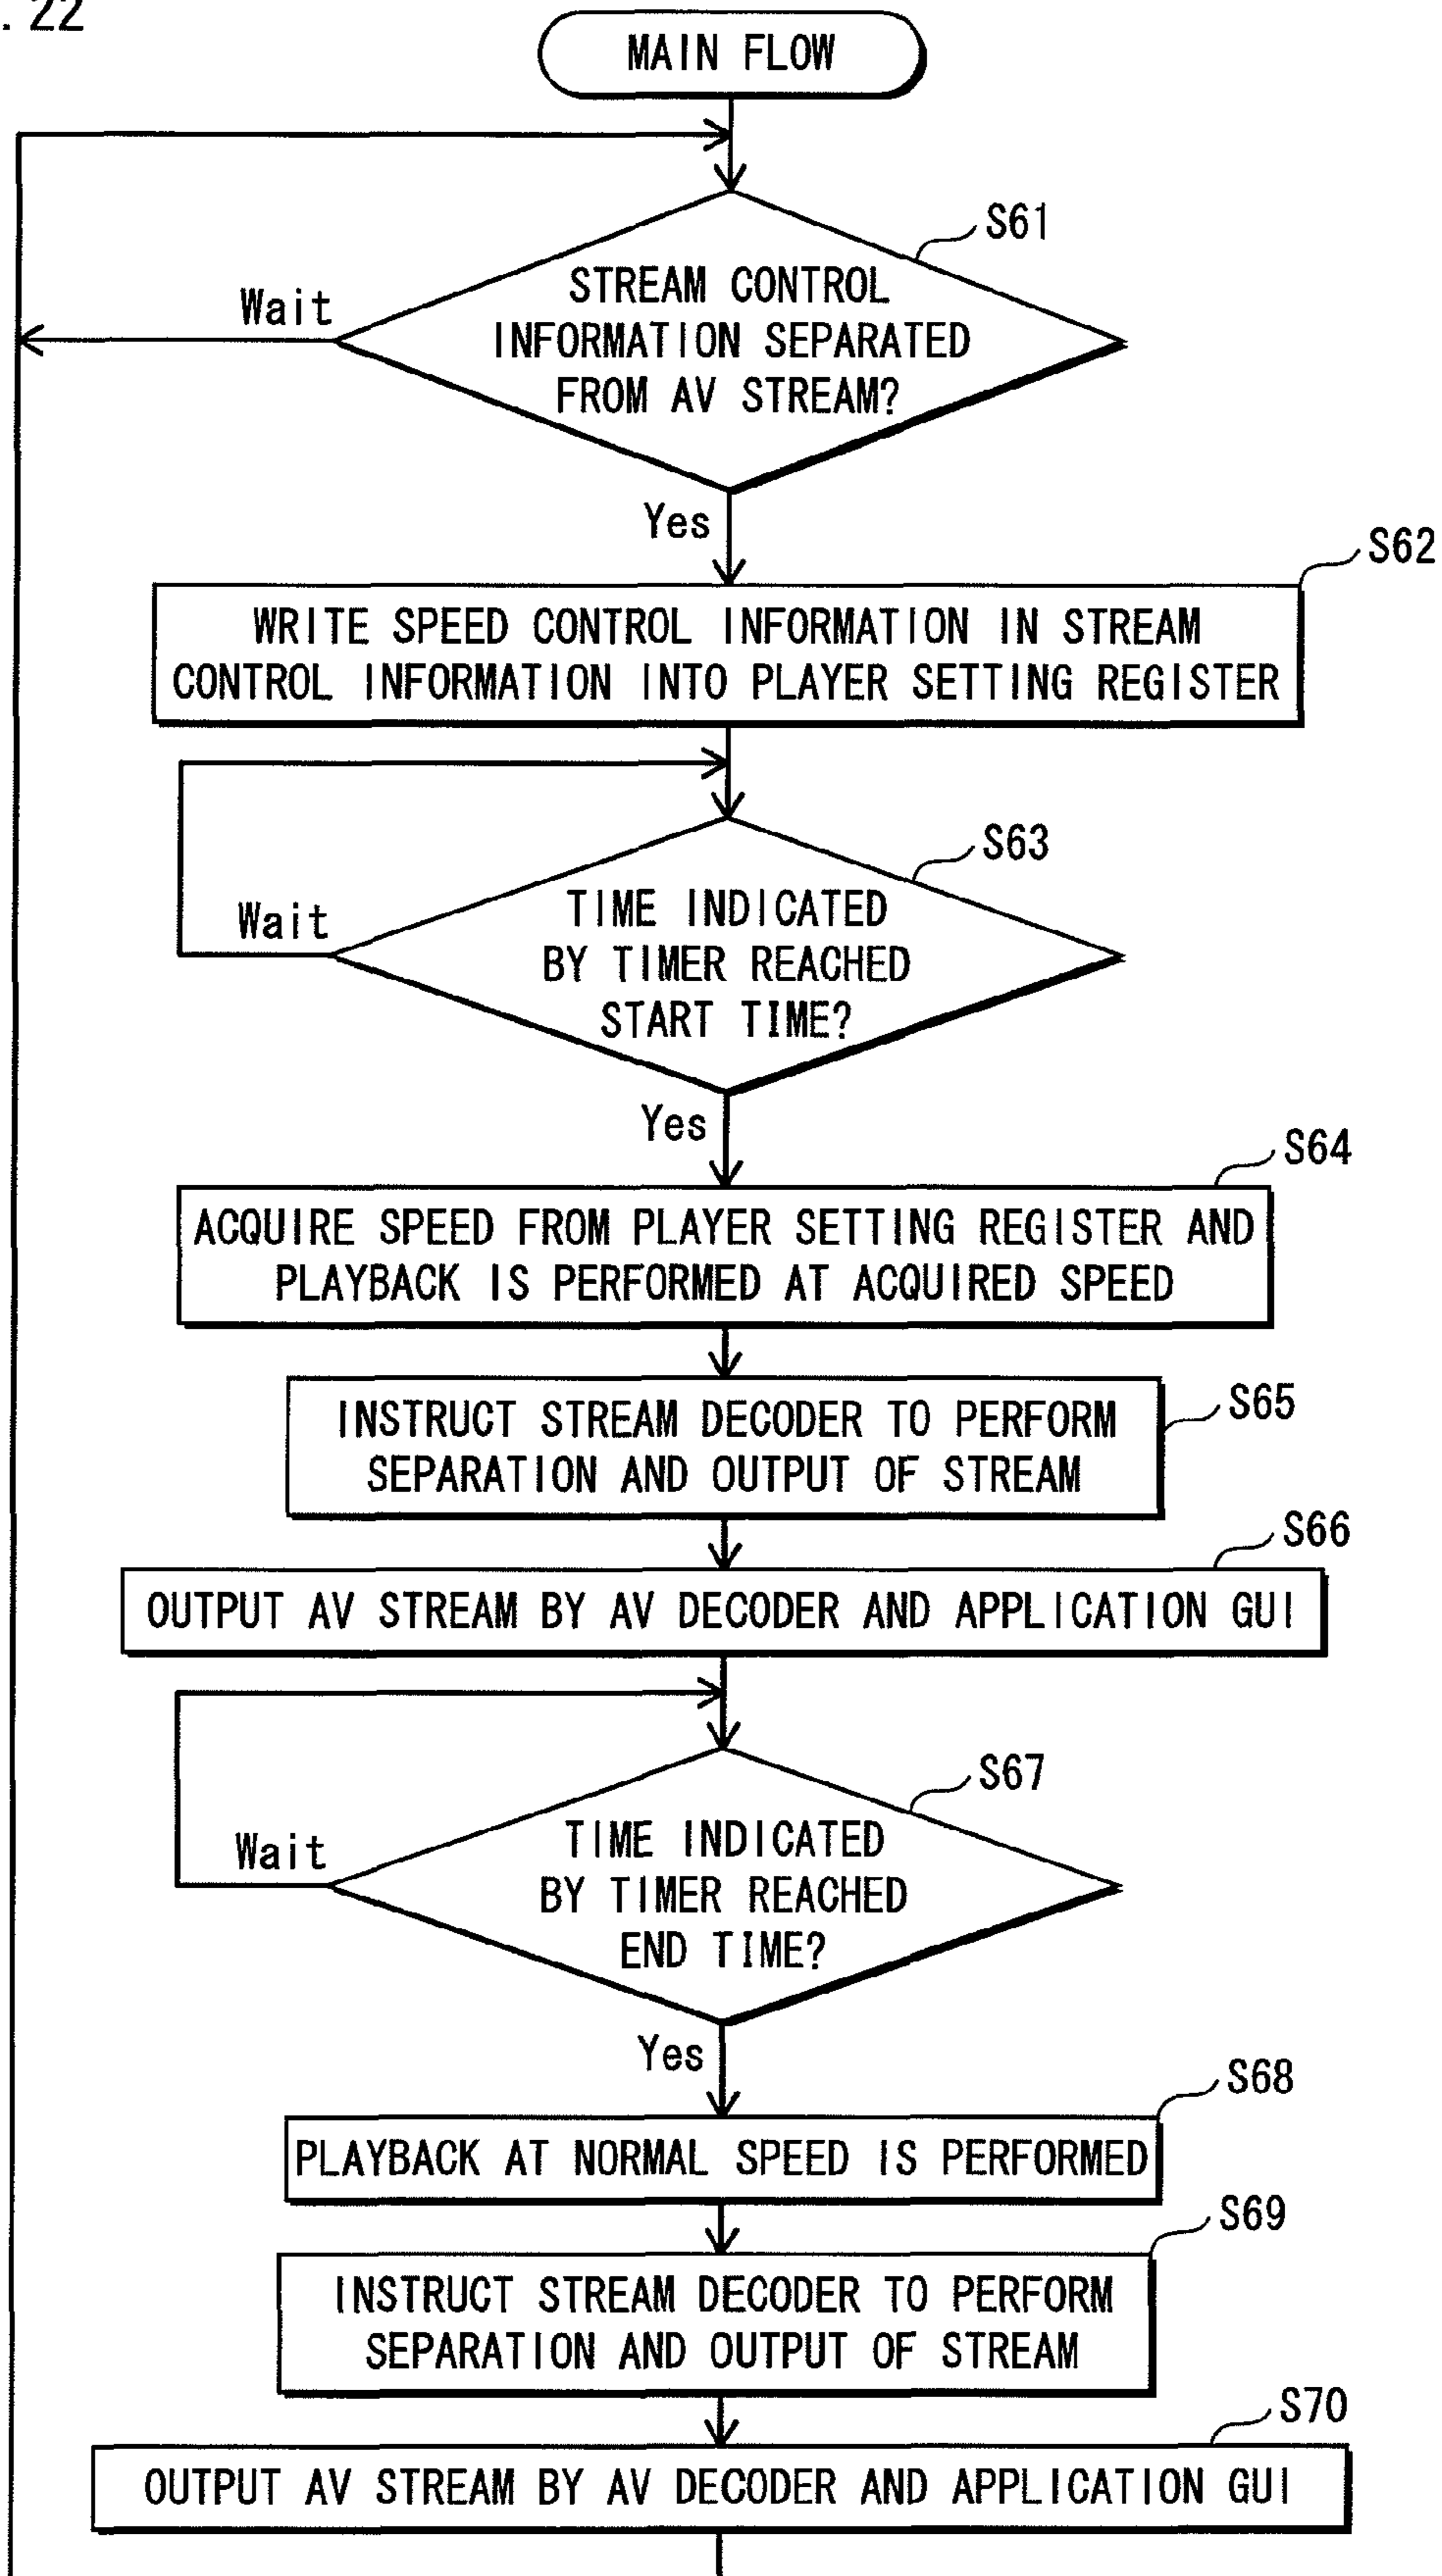 . 22
MAIN FLOW
S61
STREAM CONTROL
INFORMATION SEPARATED
FROM AV STREAM?
Wait
Yes
S62
WRITE SPEED CONTROL INFORMATION IN STREAM
CONTROL INFORMATION INTO PLAYER SETTING REGISTER
S63
TIME INDICATED
BY TIMER REACHED
START TIME?
Wait
Yes
S64
ACQUIRE SPEED FROM PLAYER SETTING REGISTER AND
PLAYBACK IS PERFORMED AT ACQUIRED SPEED
S65
INSTRUCT STREAM DECODER TO PERFORM
SEPARATION AND OUTPUT OF STREAM
S66
OUTPUT AV STREAM BY AV DECODER AND APPLICATION GUI
S67
TIME INDICATED
BY TIMER REACHED
END TIME?
Wait
Yes
S68
PLAYBACK AT NORMAL SPEED IS PERFORMED
S69
INSTRUCT STREAM DECODER TO PERFORM
SEPARATION AND OUTPUT OF STREAM
S70
OUTPUT AV STREAM BY AV DECODER AND APPLICATION GUI